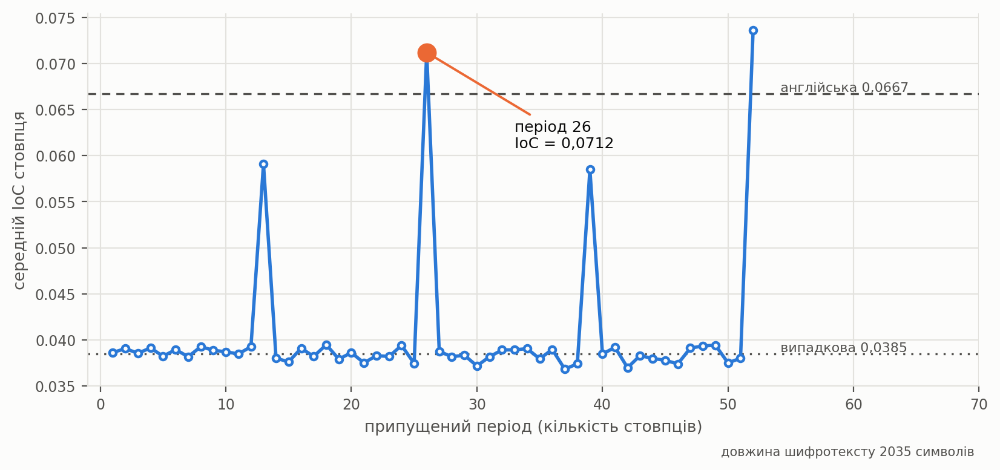 середній IoC стовпця
0.075
0.070
0.065
0.060
0.055
0.050
0.045
0.040
0.035
англійська 0,0667
період 26
IoC = 0,0712
випадкова 0,0385
0 10 20 30 40 50 60 70
припущений період (кількість стовпців)
довжина шифротексту 2035 символів